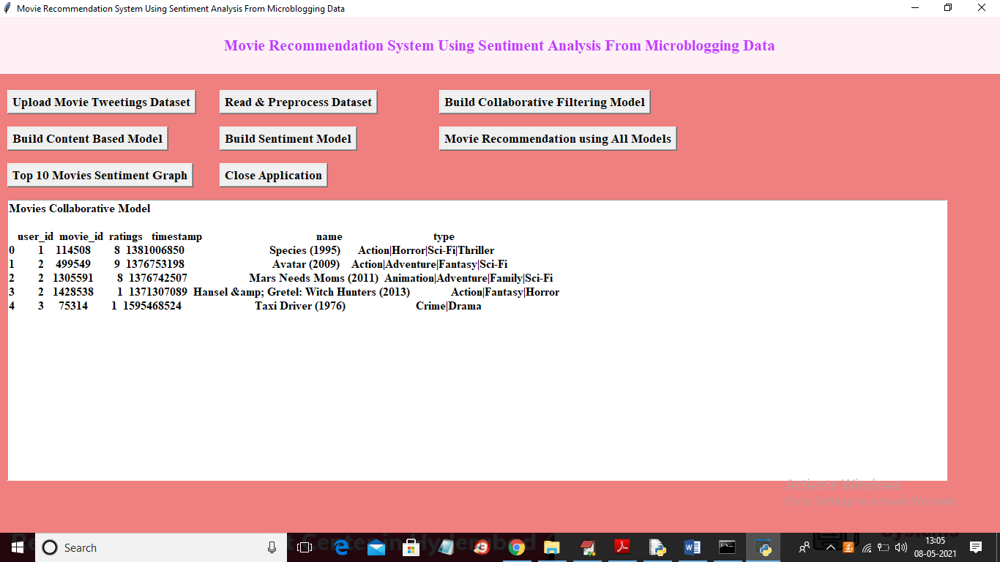 Movie Recommendation System Using Sentiment Analysis From Microblogging Data
Movie Recommendation System Using Sentiment Analysis From Microblogging Data
Upload Movie Tweetings Dataset Read & Preprocess Dataset Build Collaborative Filtering Model
Build Content Based Model Build Sentiment Model Movie Recommendation using All Models
Top 10 Movies Sentiment Graph Close Application
Movies Collaborative Model
user_id movie_id ratings timestamp name type
0 1 114508 8 1381006850 Species (1995) Action|Horror|Sci-Fi|Thriller
1 2 499549 9 1376753198 Avatar (2009) Action|Adventure|Fantasy|Sci-Fi
2 2 1305591 8 1376742507 Mars Needs Moms (2011) Animation|Adventure|Family|Sci-Fi
3 2 1428538 1 1371307089 Hansel &amp; Gretel: Witch Hunters (2013) Action|Fantasy|Horror
4 3 75314 1 1595468524 Taxi Driver (1976) Crime|Drama
Activate Windows
Go to Settings to activate Windows.
Search
13:05
08-05-2021